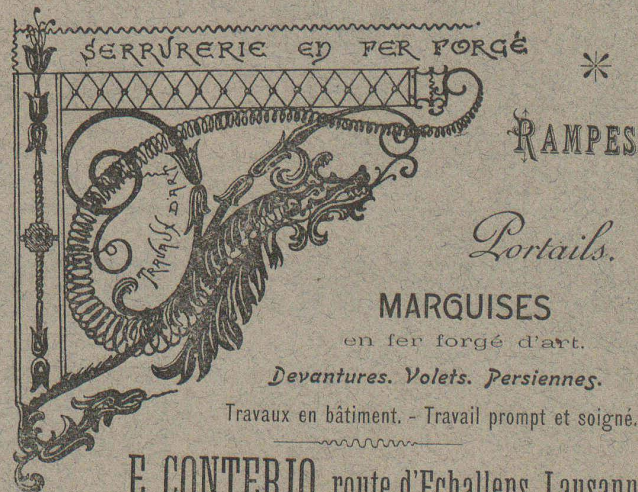 SERRURERIE EN FER FORGÉ
RAMPES
TRAVAUX D'ART
Portails.
MARQUISES
en fer forgé d'art.
Devantures. Volets. Persiennes.
Travaux en bâtiment. - Travail prompt et soigné.
E CONTERIO route d'Echallens Lausann